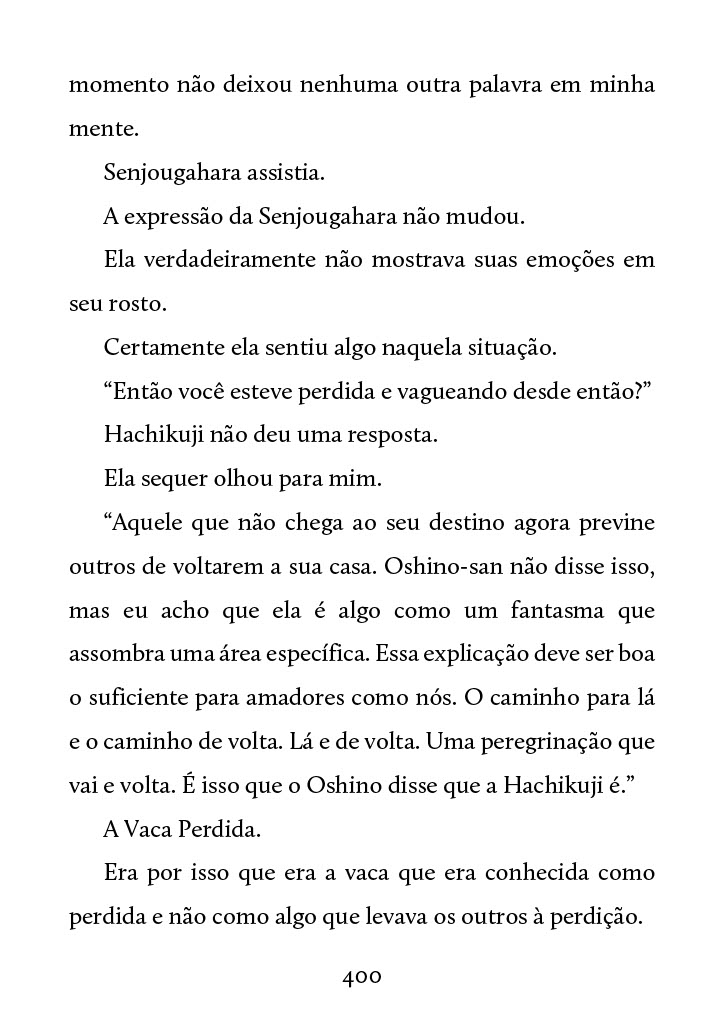 momento não deixou nenhuma outra palavra em minha
mente.
Senjougahara assistia.
A expressão da Senjougahara não mudou.
Ela verdadeiramente não mostrava suas emoções em
seu rosto.
Certamente ela sentiu algo naquela situação.
“Então você esteve perdida e vagueando desde então?”
Hachikuji não deu uma resposta.
Ela sequer olhou para mim.
“Aquele que não chega ao seu destino agora previne
outros de voltarem a sua casa. Oshino-san não disse isso,
mas eu acho que ela é algo como um fantasma que
assombra uma área específica. Essa explicação deve ser boa
o suficiente para amadores como nós. O caminho para lá
e o caminho de volta. Lá e de volta. Uma peregrinação que
vai e volta. É isso que o Oshino disse que a Hachikuji é.”
A Vaca Perdida.
Era por isso que era a vaca que era conhecida como
perdida e não como algo que levava os outros à perdição.
400